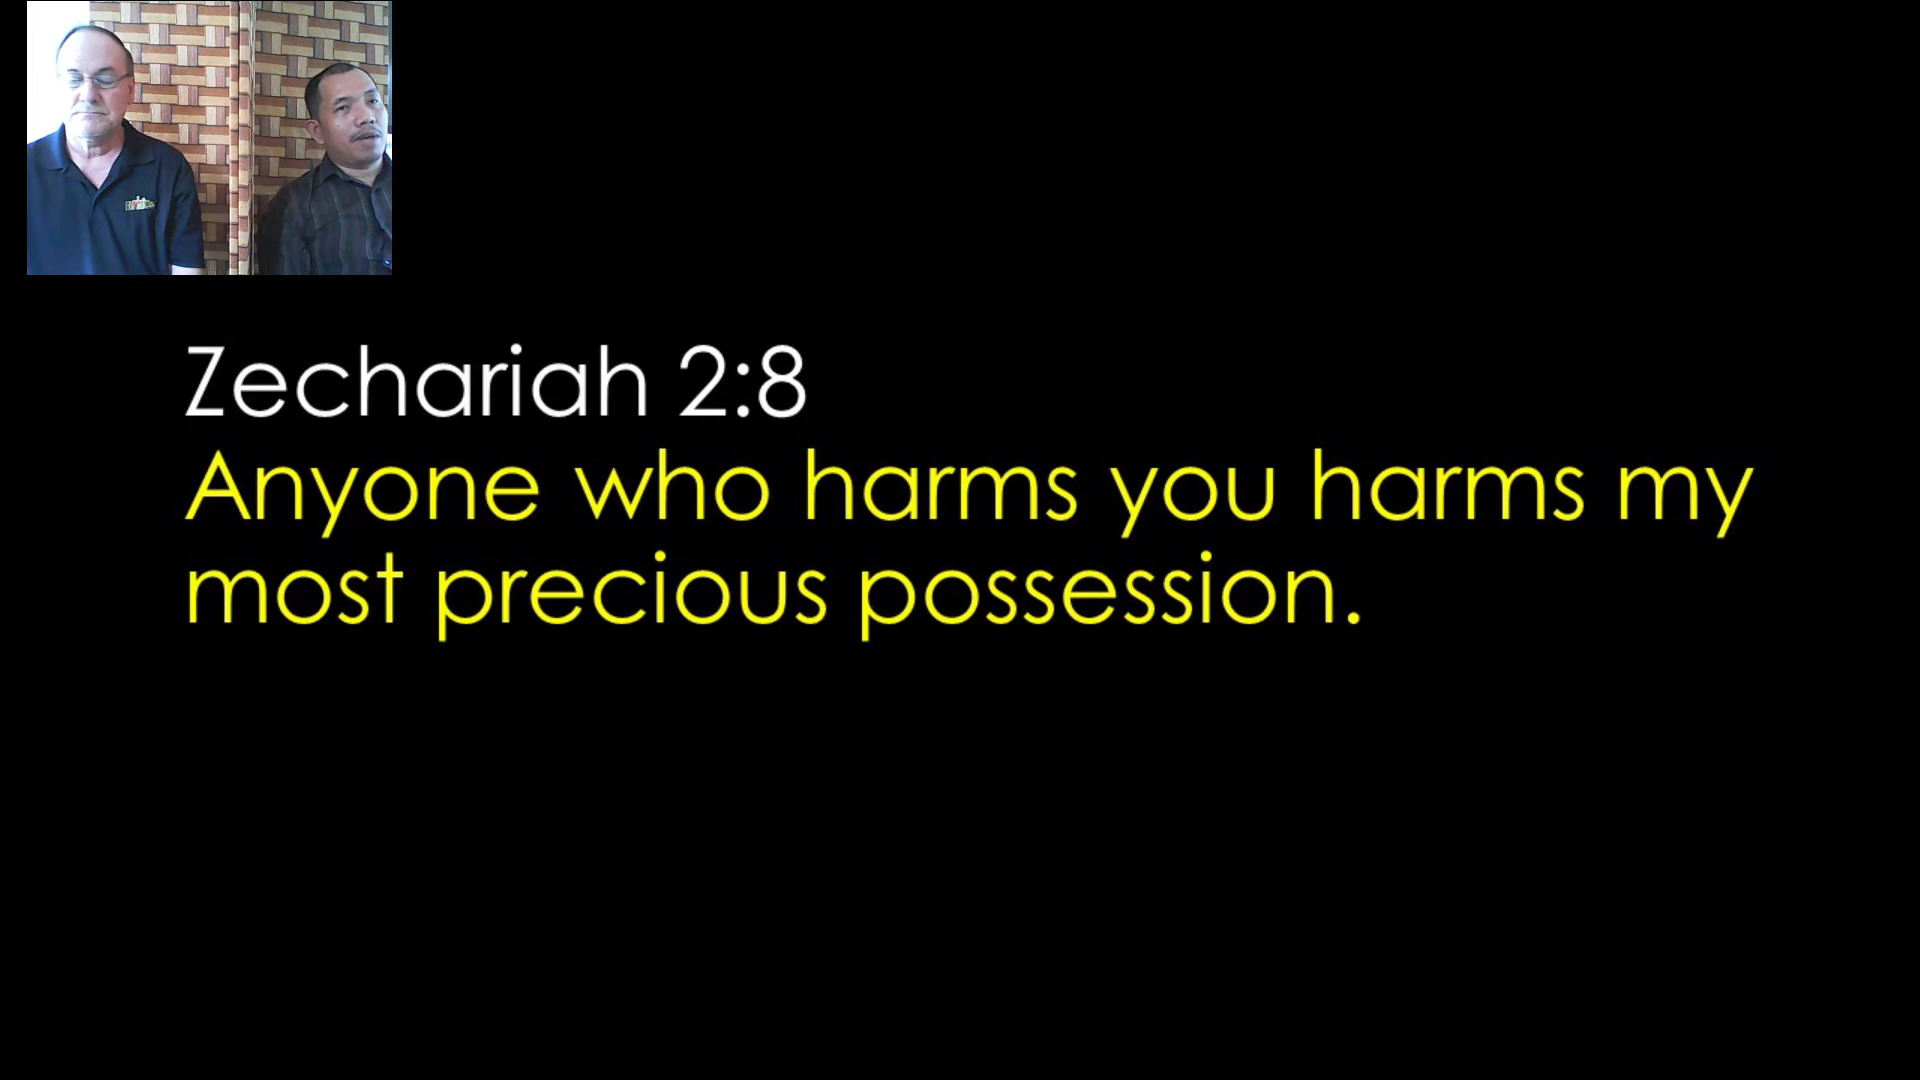 Zechariah 2:8
Anyone who harms you harms my
most precious possession.